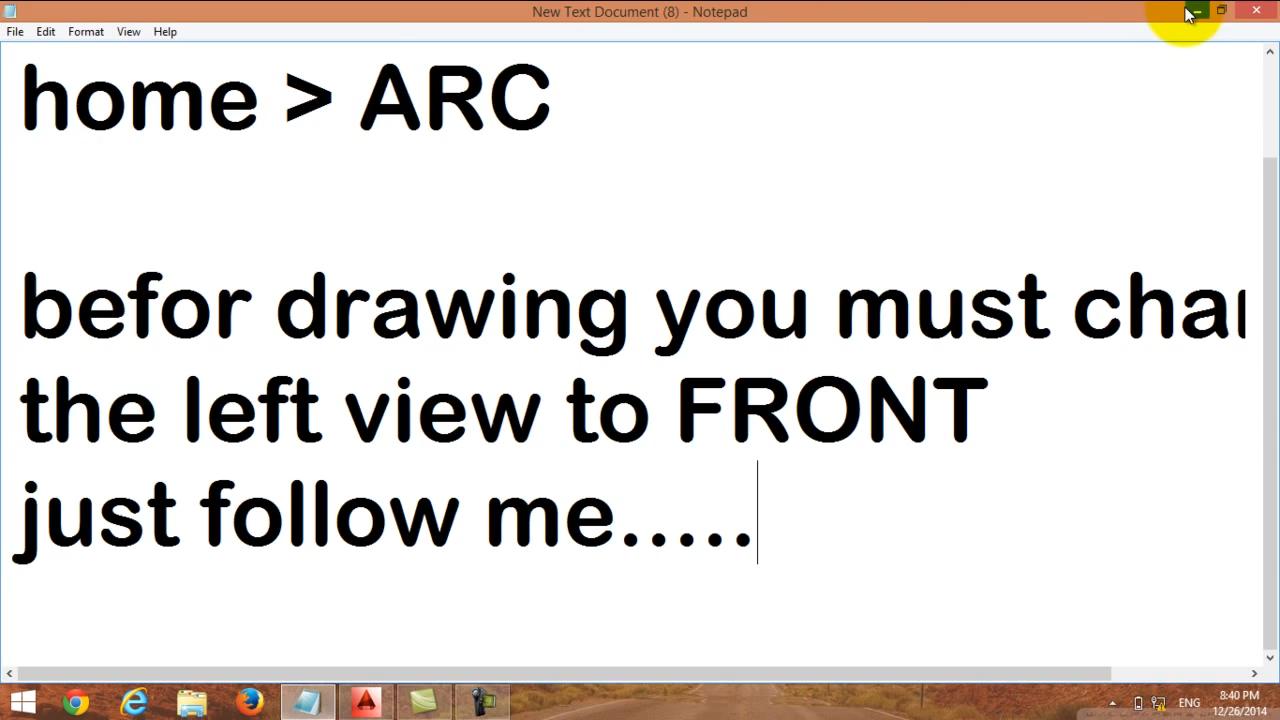 New Text Document (8) - Notepad
File Edit Format View Help
home > ARC
befor drawing you must
the left view to FRONT
just follow me.....
ENG
8:40 PM
12/26/2014